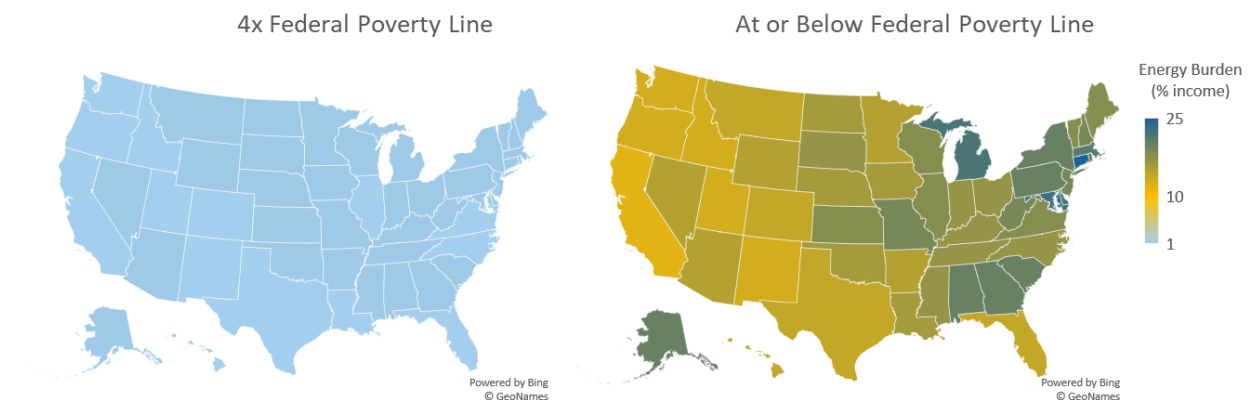 4x Federal Poverty Line
At or Below Federal Poverty Line
Energy Burden
(% income)
25
10
1
Powered by Bing
© GeoNames
Powered by Bing
© GeoNames